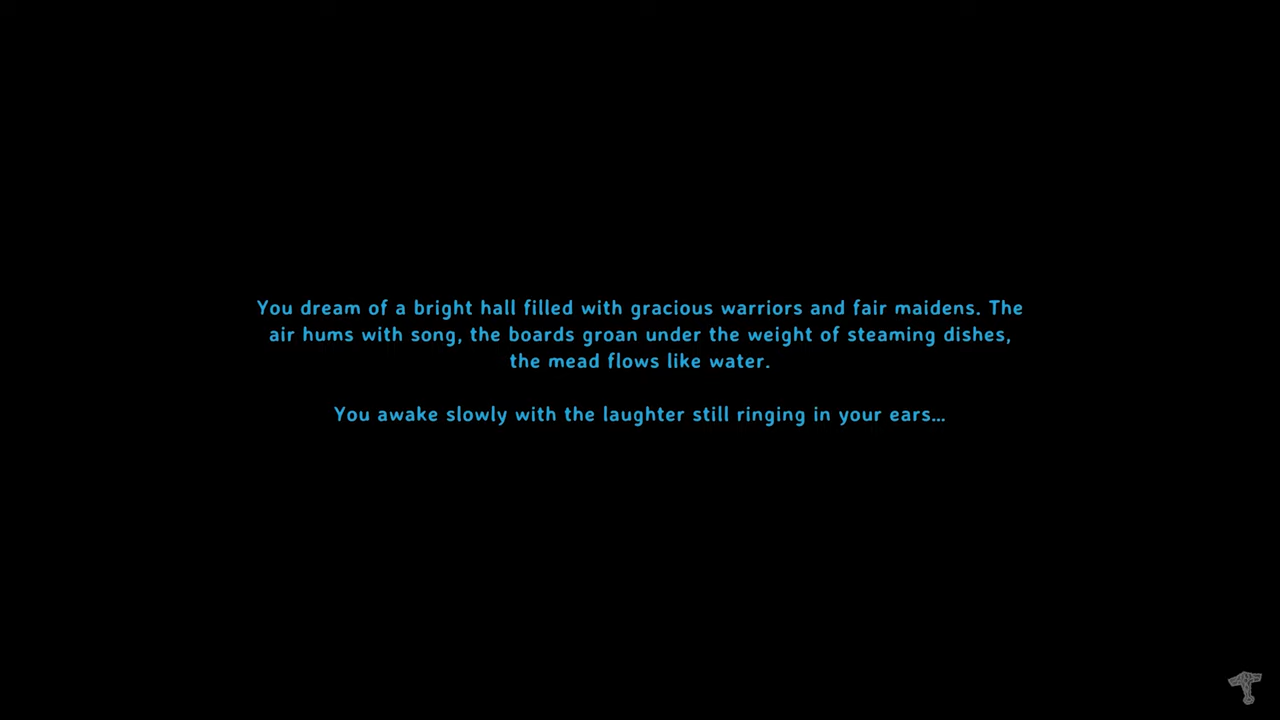 You dream of a bright hall filled with gracious warriors and fair maidens. The
air hums with song, the boards groan under the weight of steaming dishes,
the mead flows like water.
You awake slowly with the laughter still ringing in your ears...